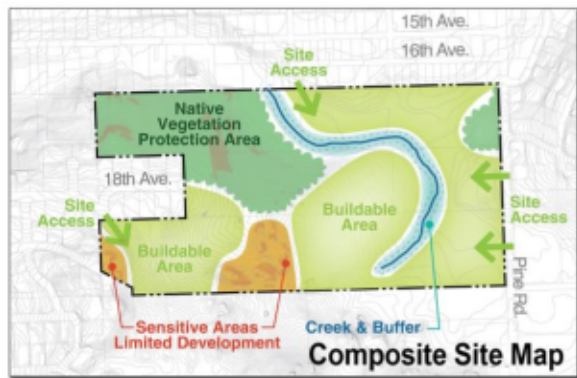 15th Ave.
16th Ave.
Site
Access
Native
Vegetation
Protection Area
18th Ave.
Site
Access
Buildable
Area
Buildable
Area
Site
Access
Pine Rd.
Sensitive Areas
Limited Development
Creek & Buffer
Composite Site Map